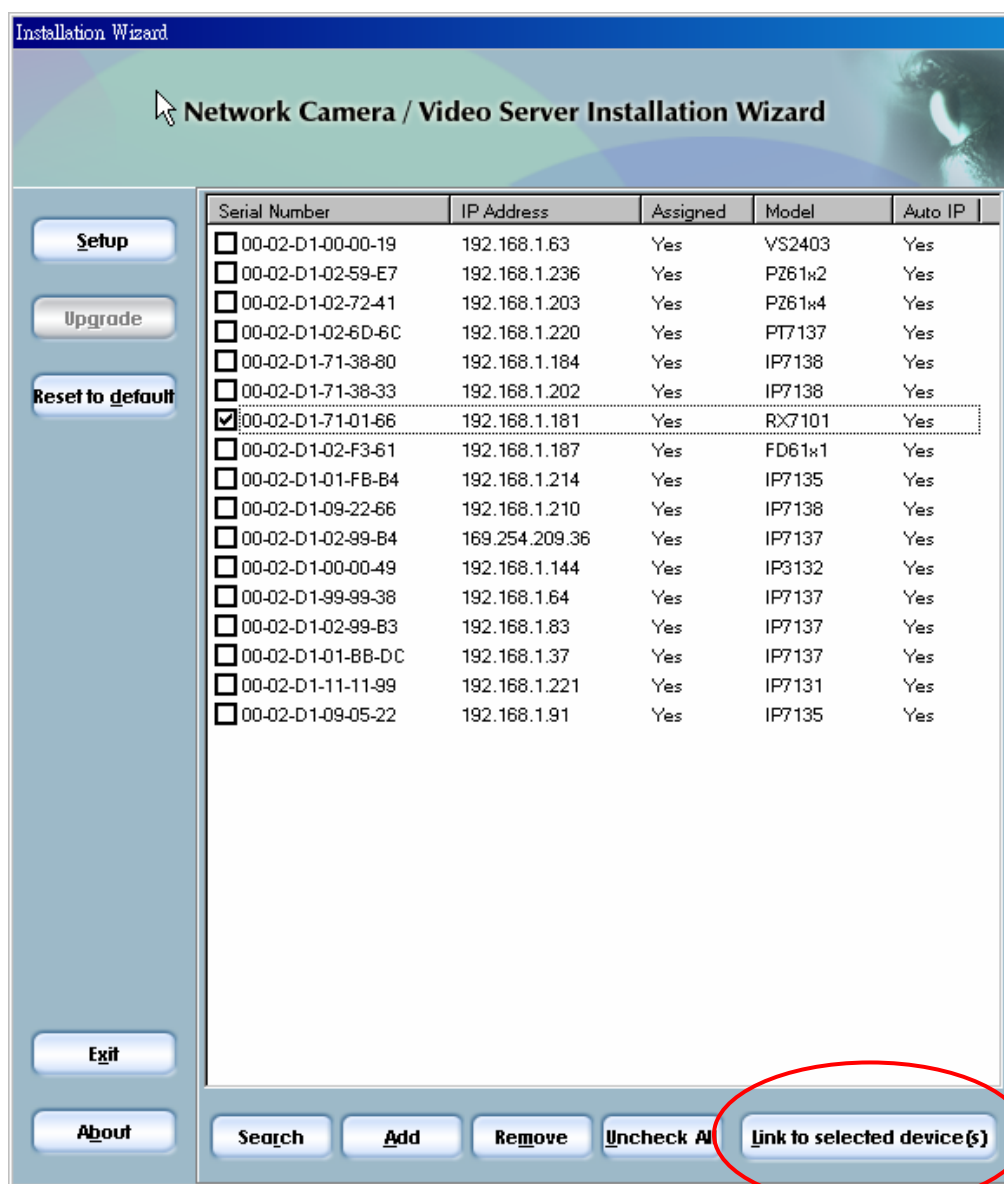 Installation Wizard
Network Camera / Video Server Installation Wizard
Setup
Upgrade
Reset to default
Serial Number IP Address Assigned Model Auto IP
00-02-D1-00-00-19 192.168.1.63 Yes VS2403 Yes
00-02-D1-02-59-E7 192.168.1.236 Yes PZ61x2 Yes
00-02-D1-02-72-41 192.168.1.203 Yes PZ61x4 Yes
00-02-D1-02-6D-6C 192.168.1.220 Yes PT7137 Yes
00-02-D1-71-38-80 192.168.1.184 Yes IP7138 Yes
00-02-D1-71-38-33 192.168.1.202 Yes IP7138 Yes
00-02-D1-71-01-66 192.168.1.181 Yes RX7101 Yes
00-02-D1-02-F3-61 192.168.1.187 Yes FD61x1 Yes
00-02-D1-01-FB-B4 192.168.1.214 Yes IP7135 Yes
00-02-D1-09-22-66 192.168.1.210 Yes IP7138 Yes
00-02-D1-02-99-B4 169.254.209.36 Yes IP7137 Yes
00-02-D1-00-00-49 192.168.1.144 Yes IP3132 Yes
00-02-D1-99-99-38 192.168.1.64 Yes IP7137 Yes
00-02-D1-02-99-B3 192.168.1.83 Yes IP7137 Yes
00-02-D1-01-BB-DC 192.168.1.37 Yes IP7137 Yes
00-02-D1-11-11-99 192.168.1.221 Yes IP7131 Yes
00-02-D1-09-05-22 192.168.1.91 Yes IP7135 Yes
Exit
About
Search Add Remove Uncheck Al Link to selected device(s)